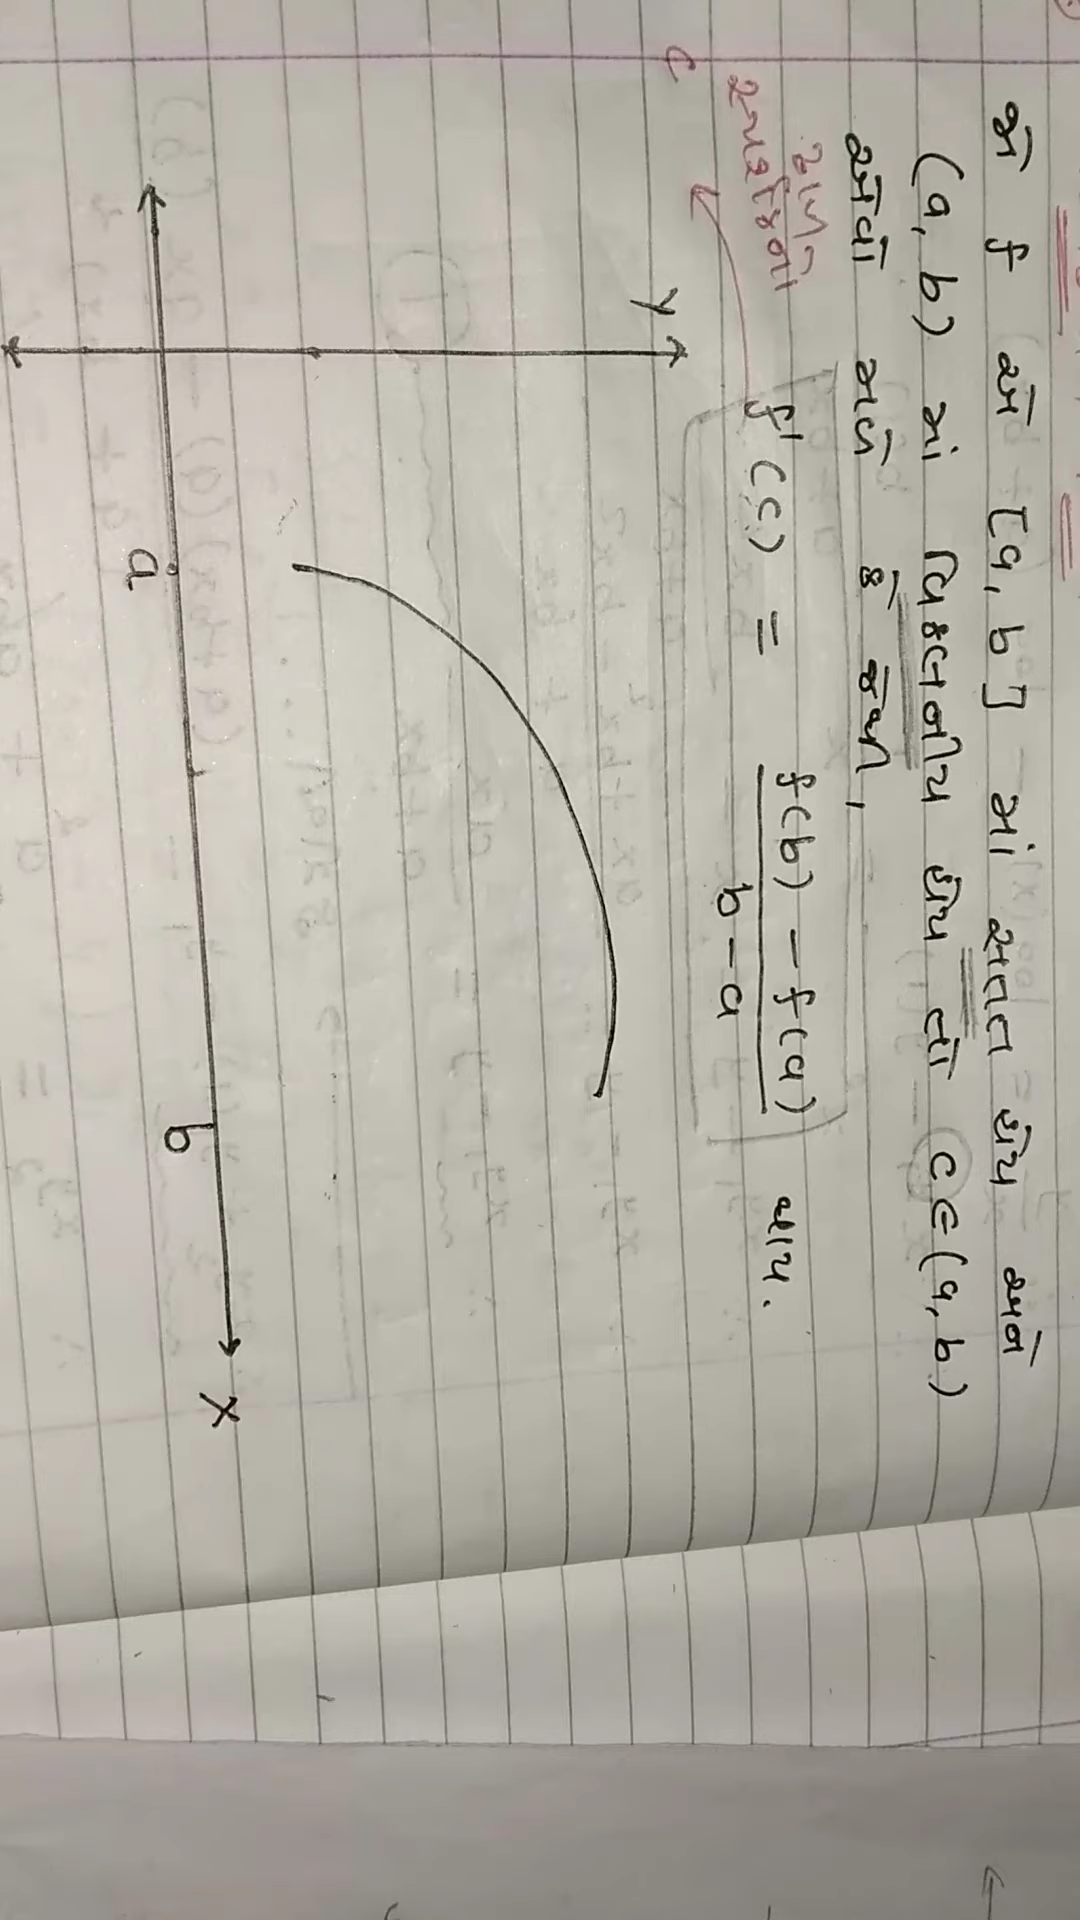 જો f એ [a, b] માં સતત હોય અને
(a, b) માં વિકલનીય હોય તો c ∈ (a, b)
એવો મળે કે જેથી,
f'(c) = f(b) - f(a) / b - a થાય.
સ્પર્શકનો
ઢાળ
Y
a
b
X